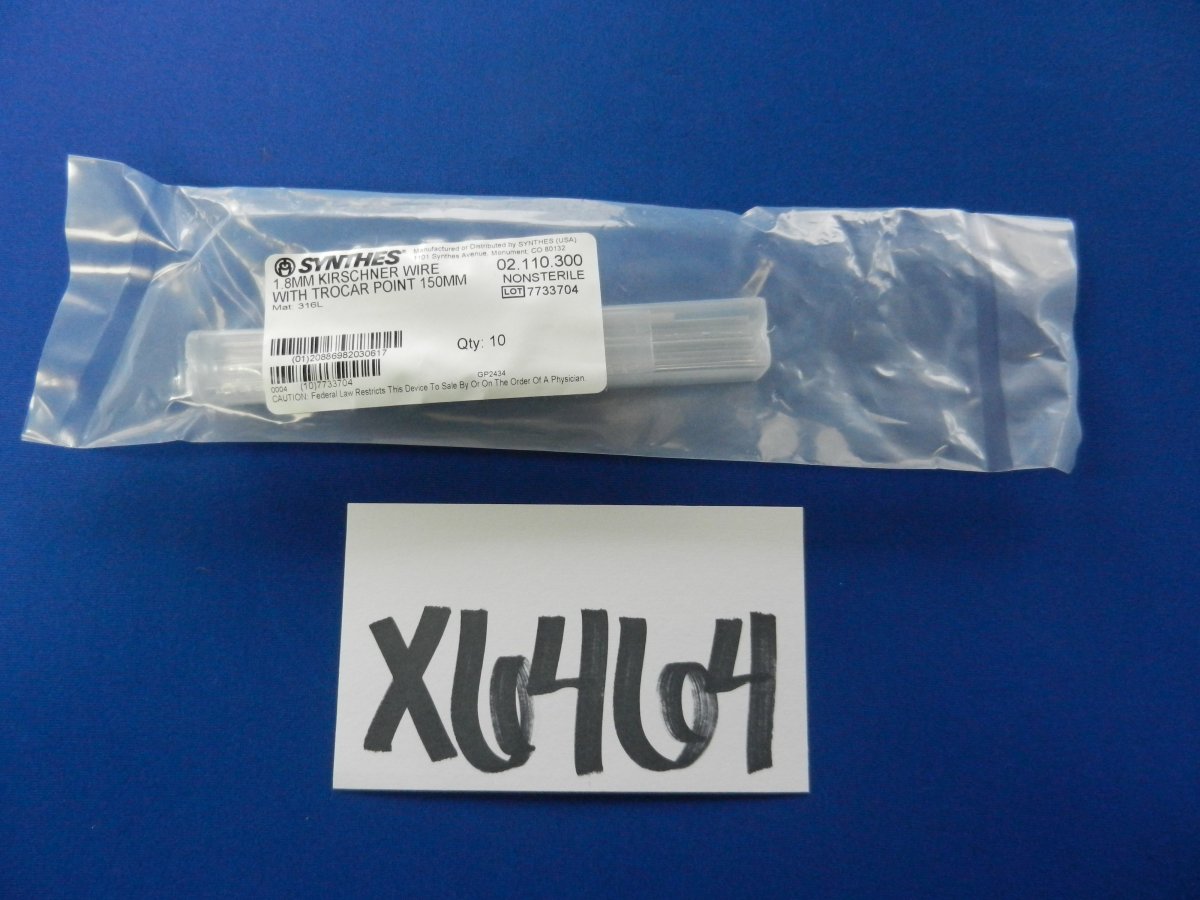 SYNTHES®
Manufactured or Distributed by SYNTHES (USA)
1101 Synthes Avenue, Monument, CO 80132
1.8MM KIRSCHNER WIRE
WITH TROCAR POINT 150MM
Mat 316L
02.110.300
NONSTERILE
LOT 7733704
(01)20886982030617
Qty: 10
0004 (10)7733704
GP2434
CAUTION: Federal Law Restricts This Device To Sale By Or On The Order Of A Physician.
X6464